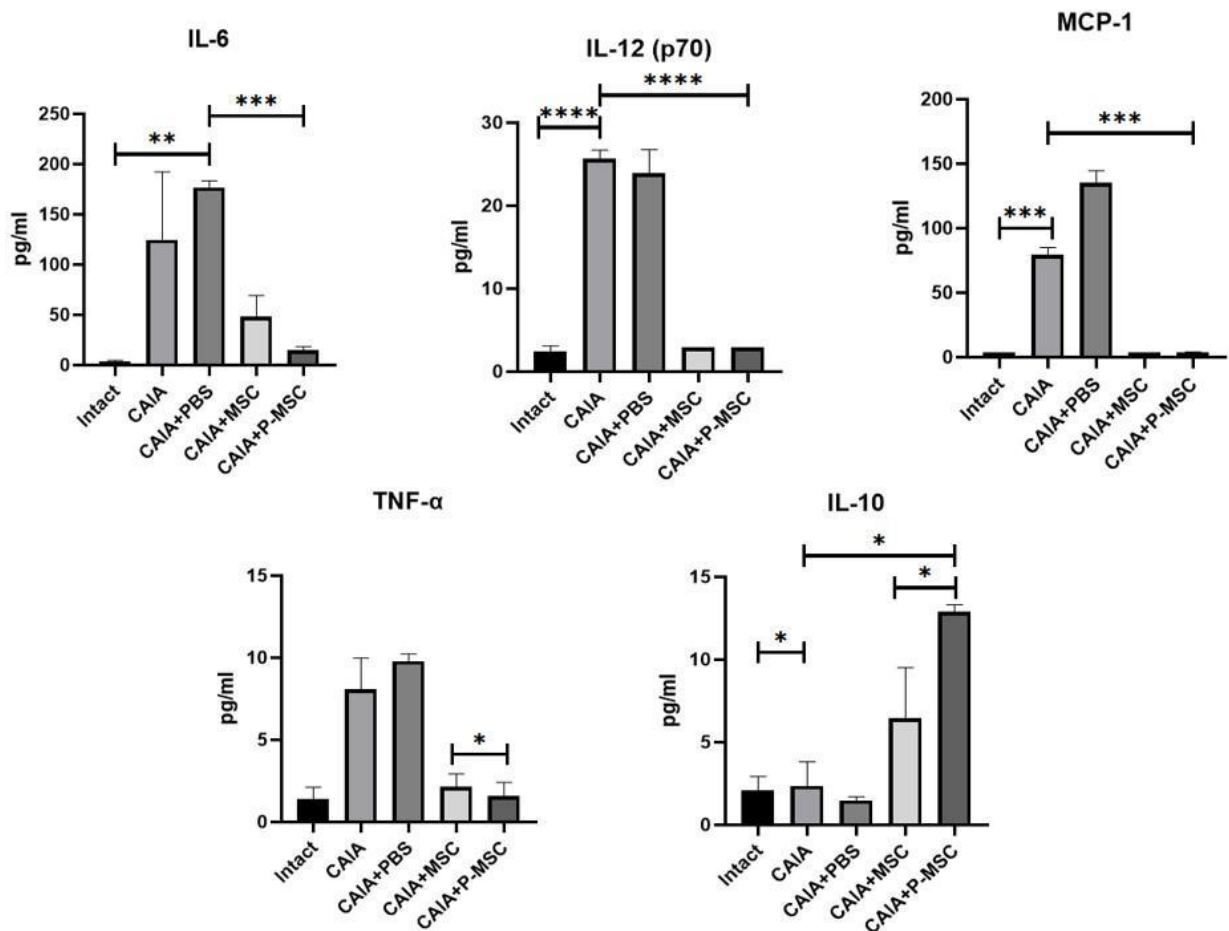 IL-6
***
**
250
200
150
100
50
0
pg/ml
Intact
CAIA
CAIA+PBS
CAIA+MSC
CAIA+P-MSC
IL-12 (p70)
****
****
30
20
10
0
pg/ml
Intact
CAIA
CAIA+PBS
CAIA+MSC
CAIA+P-MSC
MCP-1
***
***
200
150
100
50
0
pg/ml
Intact
CAIA
CAIA+PBS
CAIA+MSC
CAIA+P-MSC
TNF-α
*
15
10
5
0
pg/ml
Intact
CAIA
CAIA+PBS
CAIA+MSC
CAIA+P-MSC
IL-10
*
*
*
15
10
5
0
pg/ml
Intact
CAIA
CAIA+PBS
CAIA+MSC
CAIA+P-MSC